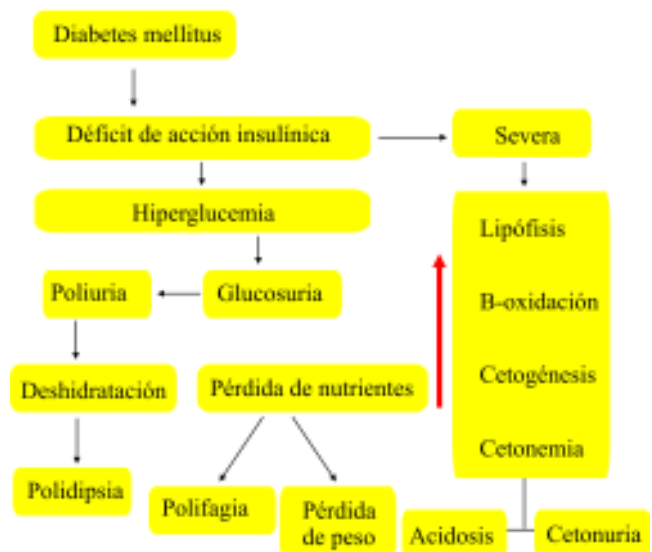 Diabetes mellitus
Déficit de acción insulínica
Severa
Hiperglucemia
Lipófisis
Poliuria
Glucosuria
B-oxidación
Deshidratación
Pérdida de nutrientes
Cetogénesis
Cetonemia
Polidipsia
Polifagia
Pérdida
de peso
Acidosis
Cetonuria